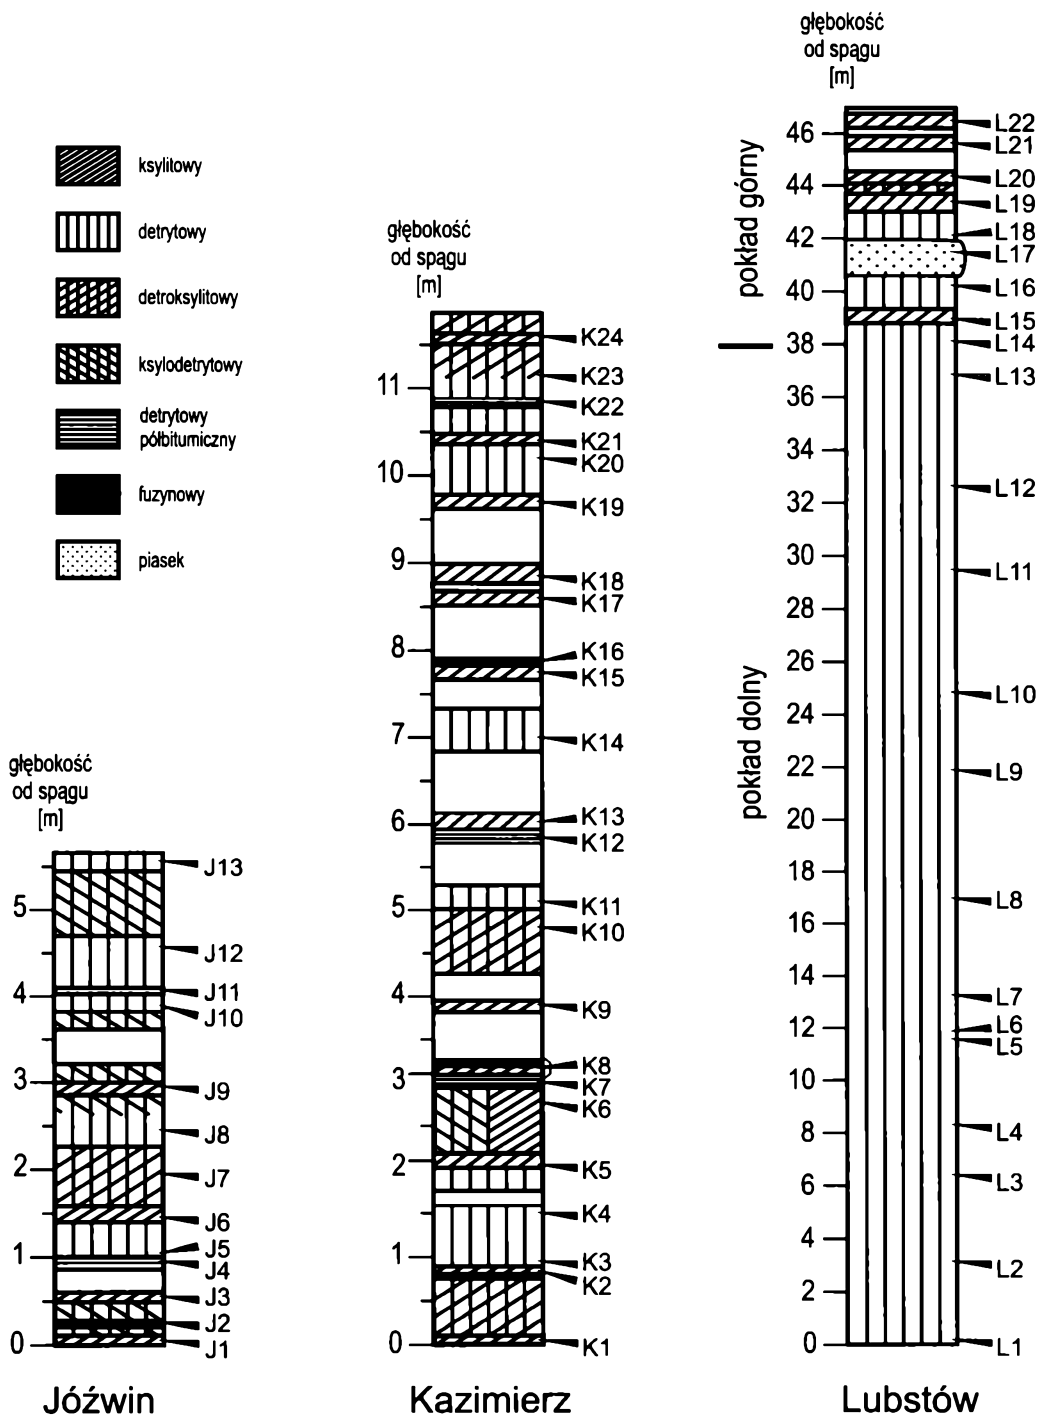 głębokość
od spągu
[m]
46
44
42
40
38
36
34
32
30
28
26
24
22
20
18
16
14
12
10
8
6
4
2
0
pokład górny
pokład dolny
L22
L21
L20
L19
L18
L17
L16
L15
L14
L13
L12
L11
L10
L9
L8
L7
L6
L5
L4
L3
L2
L1
Lubstów
ksylitowy
detrytowy
detroksylitowy
ksylodetrytowy
detrytowy
półbitumiczny
fuzynowy
piasek
głębokość
od spągu
[m]
11
10
9
8
7
6
5
4
3
2
1
0
K24
K23
K22
K21
K20
K19
K18
K17
K16
K15
K14
K13
K12
K11
K10
K9
K8
K7
K6
K5
K4
K3
K2
K1
Kazimierz
głębokość
od spągu
[m]
5
4
3
2
1
0
J13
J12
J11
J10
J9
J8
J7
J6
J5
J4
J3
J2
J1
Jóźwin